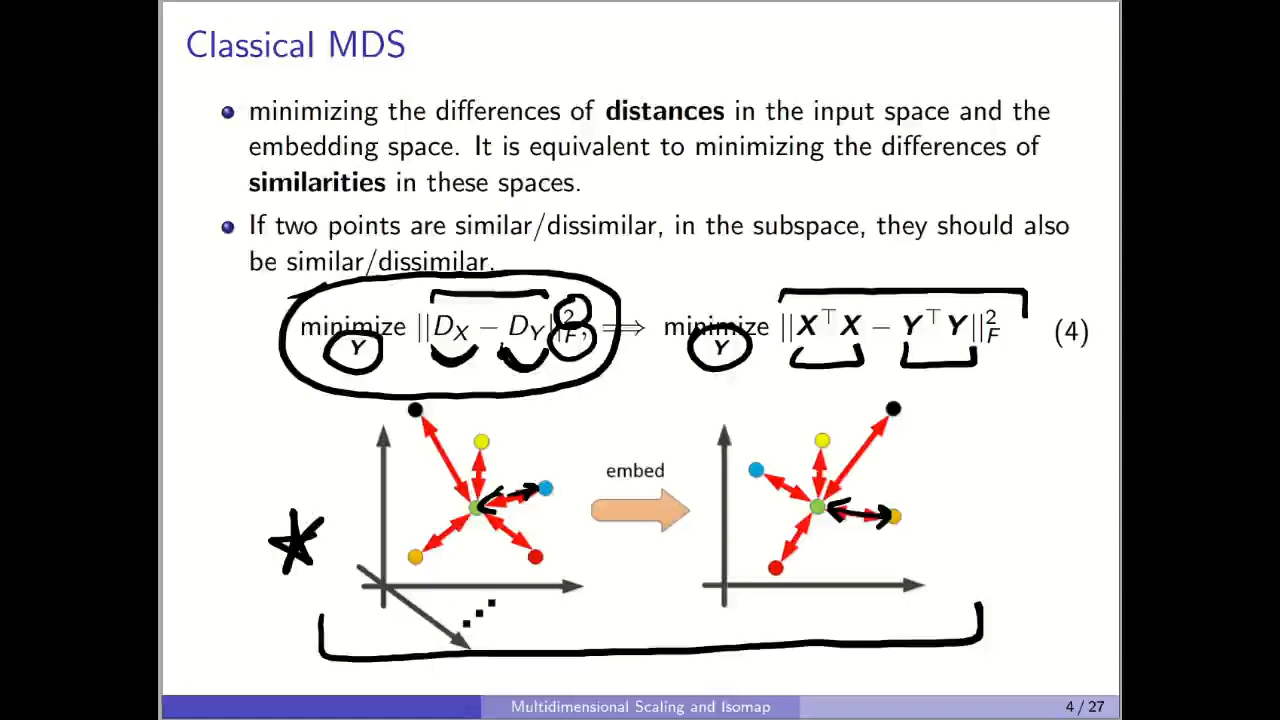 Classical MDS
minimizing the differences of distances in the input space and the
embedding space. It is equivalent to minimizing the differences of
similarities in these spaces.
If two points are similar/dissimilar, in the subspace, they should also
be similar/dissimilar.
minimize ||D_X − D_Y||²_F, ⟹ minimize ||X^⊤X − Y^⊤Y||²_F (4)
Y Y
embed
Multidimensional Scaling and Isomap 4 / 27